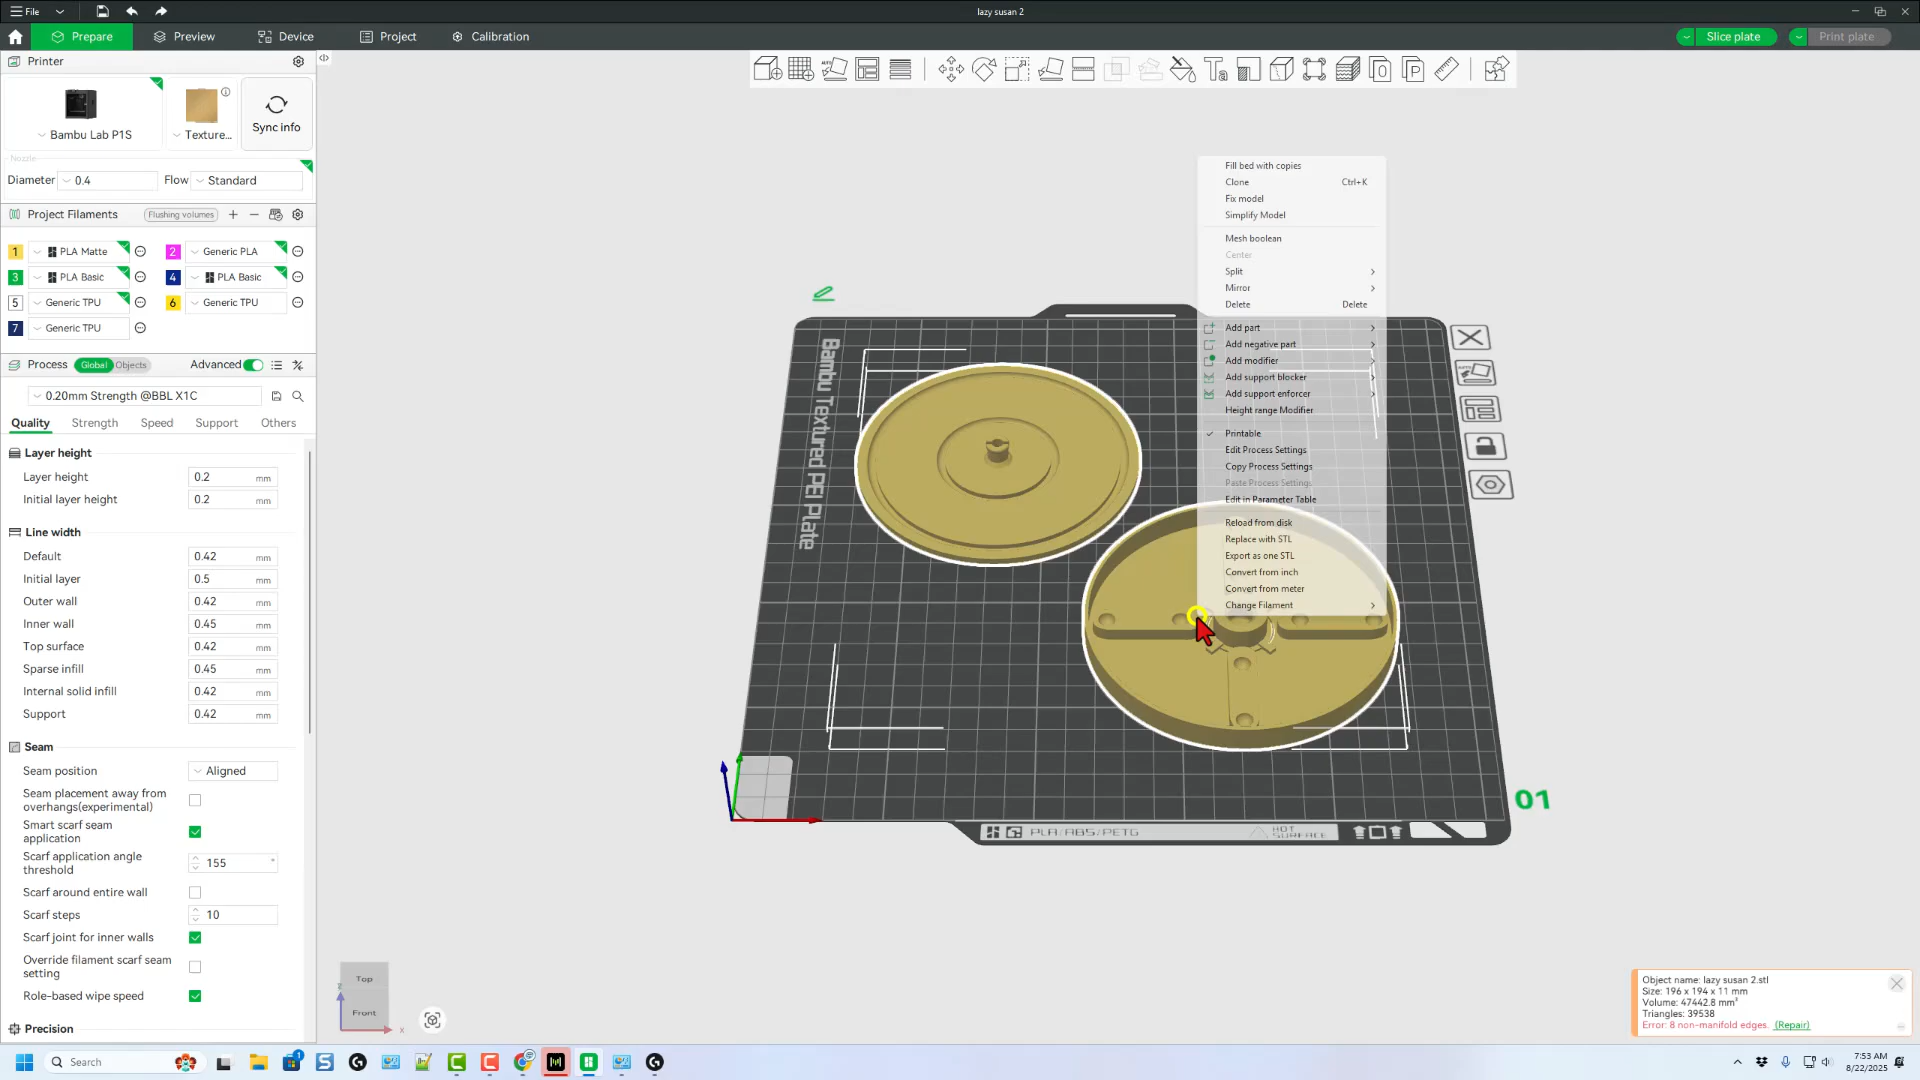 File
lazy susan 2
Prepare
Preview
Device
Project
Calibration
Slice plate
Print plate
Printer
Bambu Lab P1S
Texture...
Sync info
Nozzle
Diameter
0.4
Flow
Standard
Project Filaments
Flushing volumes
1
PLA Matte
2
Generic PLA
3
PLA Basic
4
PLA Basic
5
Generic TPU
6
Generic TPU
7
Generic TPU
Process
Global
Objects
Advanced
0.20mm Strength @BBL X1C
Quality
Strength
Speed
Support
Others
Layer height
Layer height
0.2
mm
Initial layer height
0.2
mm
Line width
Default
0.42
mm
Initial layer
0.5
mm
Outer wall
0.42
mm
Inner wall
0.45
mm
Top surface
0.42
mm
Sparse infill
0.45
mm
Internal solid infill
0.42
mm
Support
0.42
mm
Seam
Seam position
Aligned
Seam placement away from
overhangs(experimental)
Smart scarf seam
application
Scarf application angle
threshold
155
°
Scarf around entire wall
Scarf steps
10
Scarf joint for inner walls
Override filament scarf seam
setting
Role-based wipe speed
Precision
Fill bed with copies
Clone
Ctrl+K
Fix model
Simplify Model
Mesh boolean
Center
Split
Mirror
Delete
Delete
Add part
Add negative part
Add modifier
Add support blocker
Add support enforcer
Height range Modifier
Printable
Edit Process Settings
Copy Process Settings
Paste Process Settings
Edit in Parameter Table
Reload from disk
Replace with STL
Export as one STL
Convert from inch
Convert from meter
Change Filament
Bambu Textured PEI Plate
AUTO
01
PLA/ABS/PETG
HOT
SURFACE
Top
Front
z
x
Object name: lazy susan 2.stl
Size: 196 x 194 x 11 mm
Volume: 47442.8 mm³
Triangles: 39538
Error: 8 non-manifold edges. (Repair)
Search
7:53 AM
8/22/2025